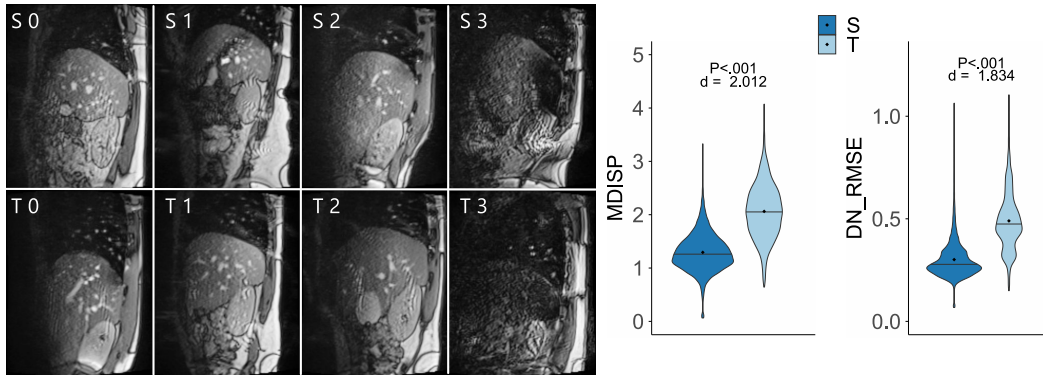 S 0
S 1
S 2
S 3
T 0
T 1
T 2
T 3
S
T
MDISP
5
4
3
2
1
0
P<.001
d = 2.012
DN_RMSE
1.0
0.5
0.0
P<.001
d = 1.834